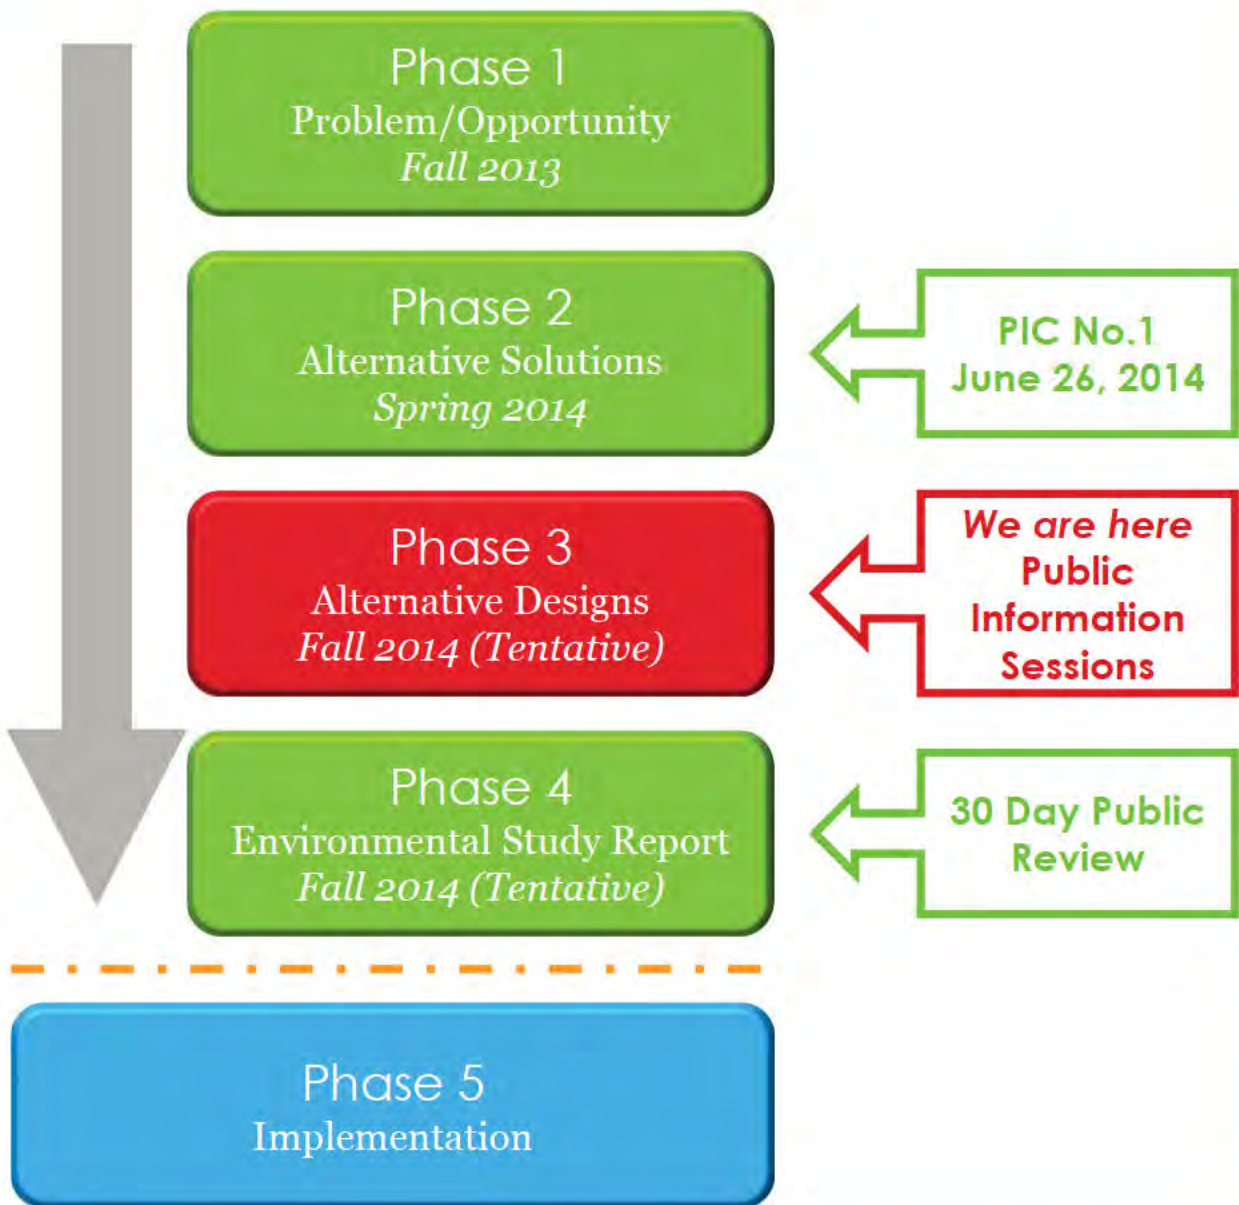 Phase 1
Problem/Opportunity
Fall 2013
Phase 2
Alternative Solutions
Spring 2014
PIC No.1
June 26, 2014
Phase 3
Alternative Designs
Fall 2014 (Tentative)
We are here
Public
Information
Sessions
Phase 4
Environmental Study Report
Fall 2014 (Tentative)
30 Day Public
Review
Phase 5
Implementation